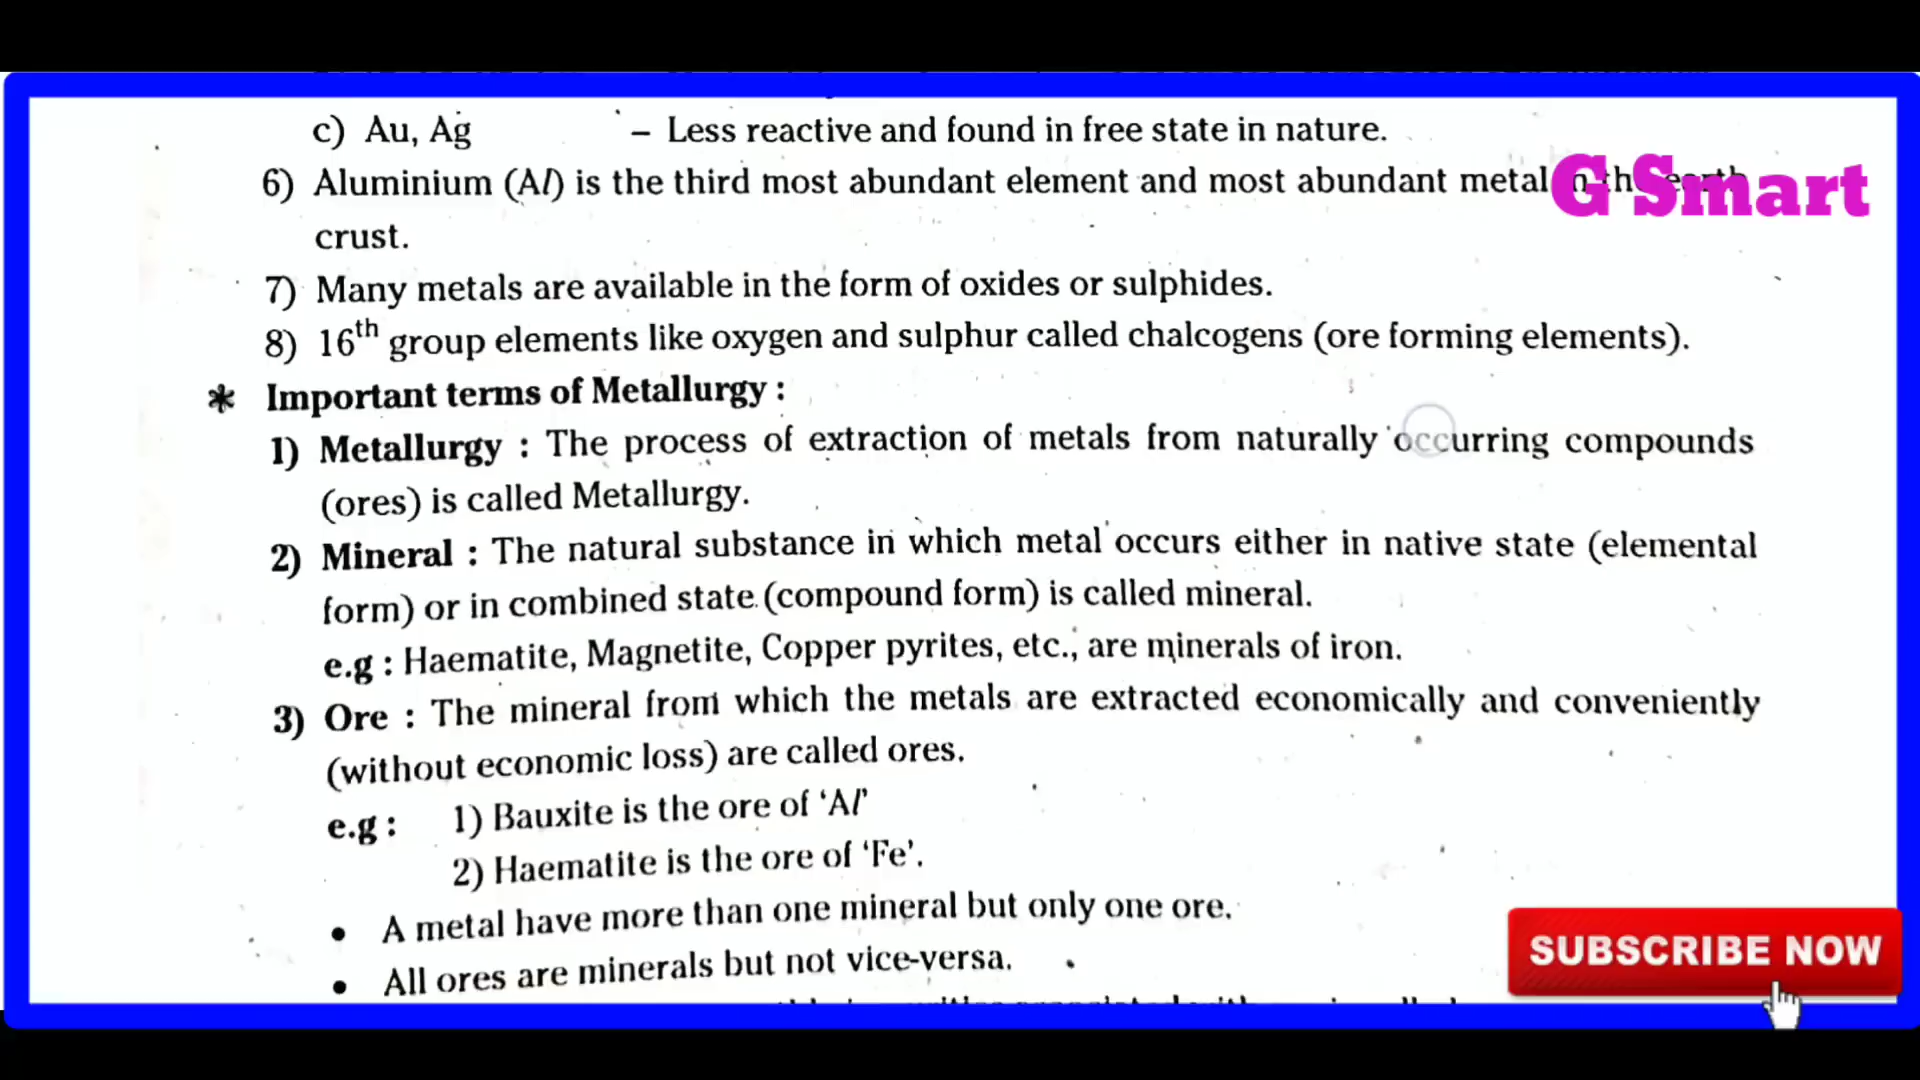 c) Au, Ag – Less reactive and found in free state in nature.
6) Aluminium (Al) is the third most abundant element and most abundant metal in the earth
G Smart
crust.
7) Many metals are available in the form of oxides or sulphides.
8) 16th group elements like oxygen and sulphur called chalcogens (ore forming elements).
* Important terms of Metallurgy :
1) Metallurgy : The process of extraction of metals from naturally occurring compounds
(ores) is called Metallurgy.
2) Mineral : The natural substance in which metal occurs either in native state (elemental
form) or in combined state (compound form) is called mineral.
e.g : Haematite, Magnetite, Copper pyrites, etc., are minerals of iron.
3) Ore : The mineral from which the metals are extracted economically and conveniently
(without economic loss) are called ores.
e.g : 1) Bauxite is the ore of ‘Al’
2) Haematite is the ore of ‘Fe’.
• A metal have more than one mineral but only one ore.
• All ores are minerals but not vice-versa.
SUBSCRIBE NOW